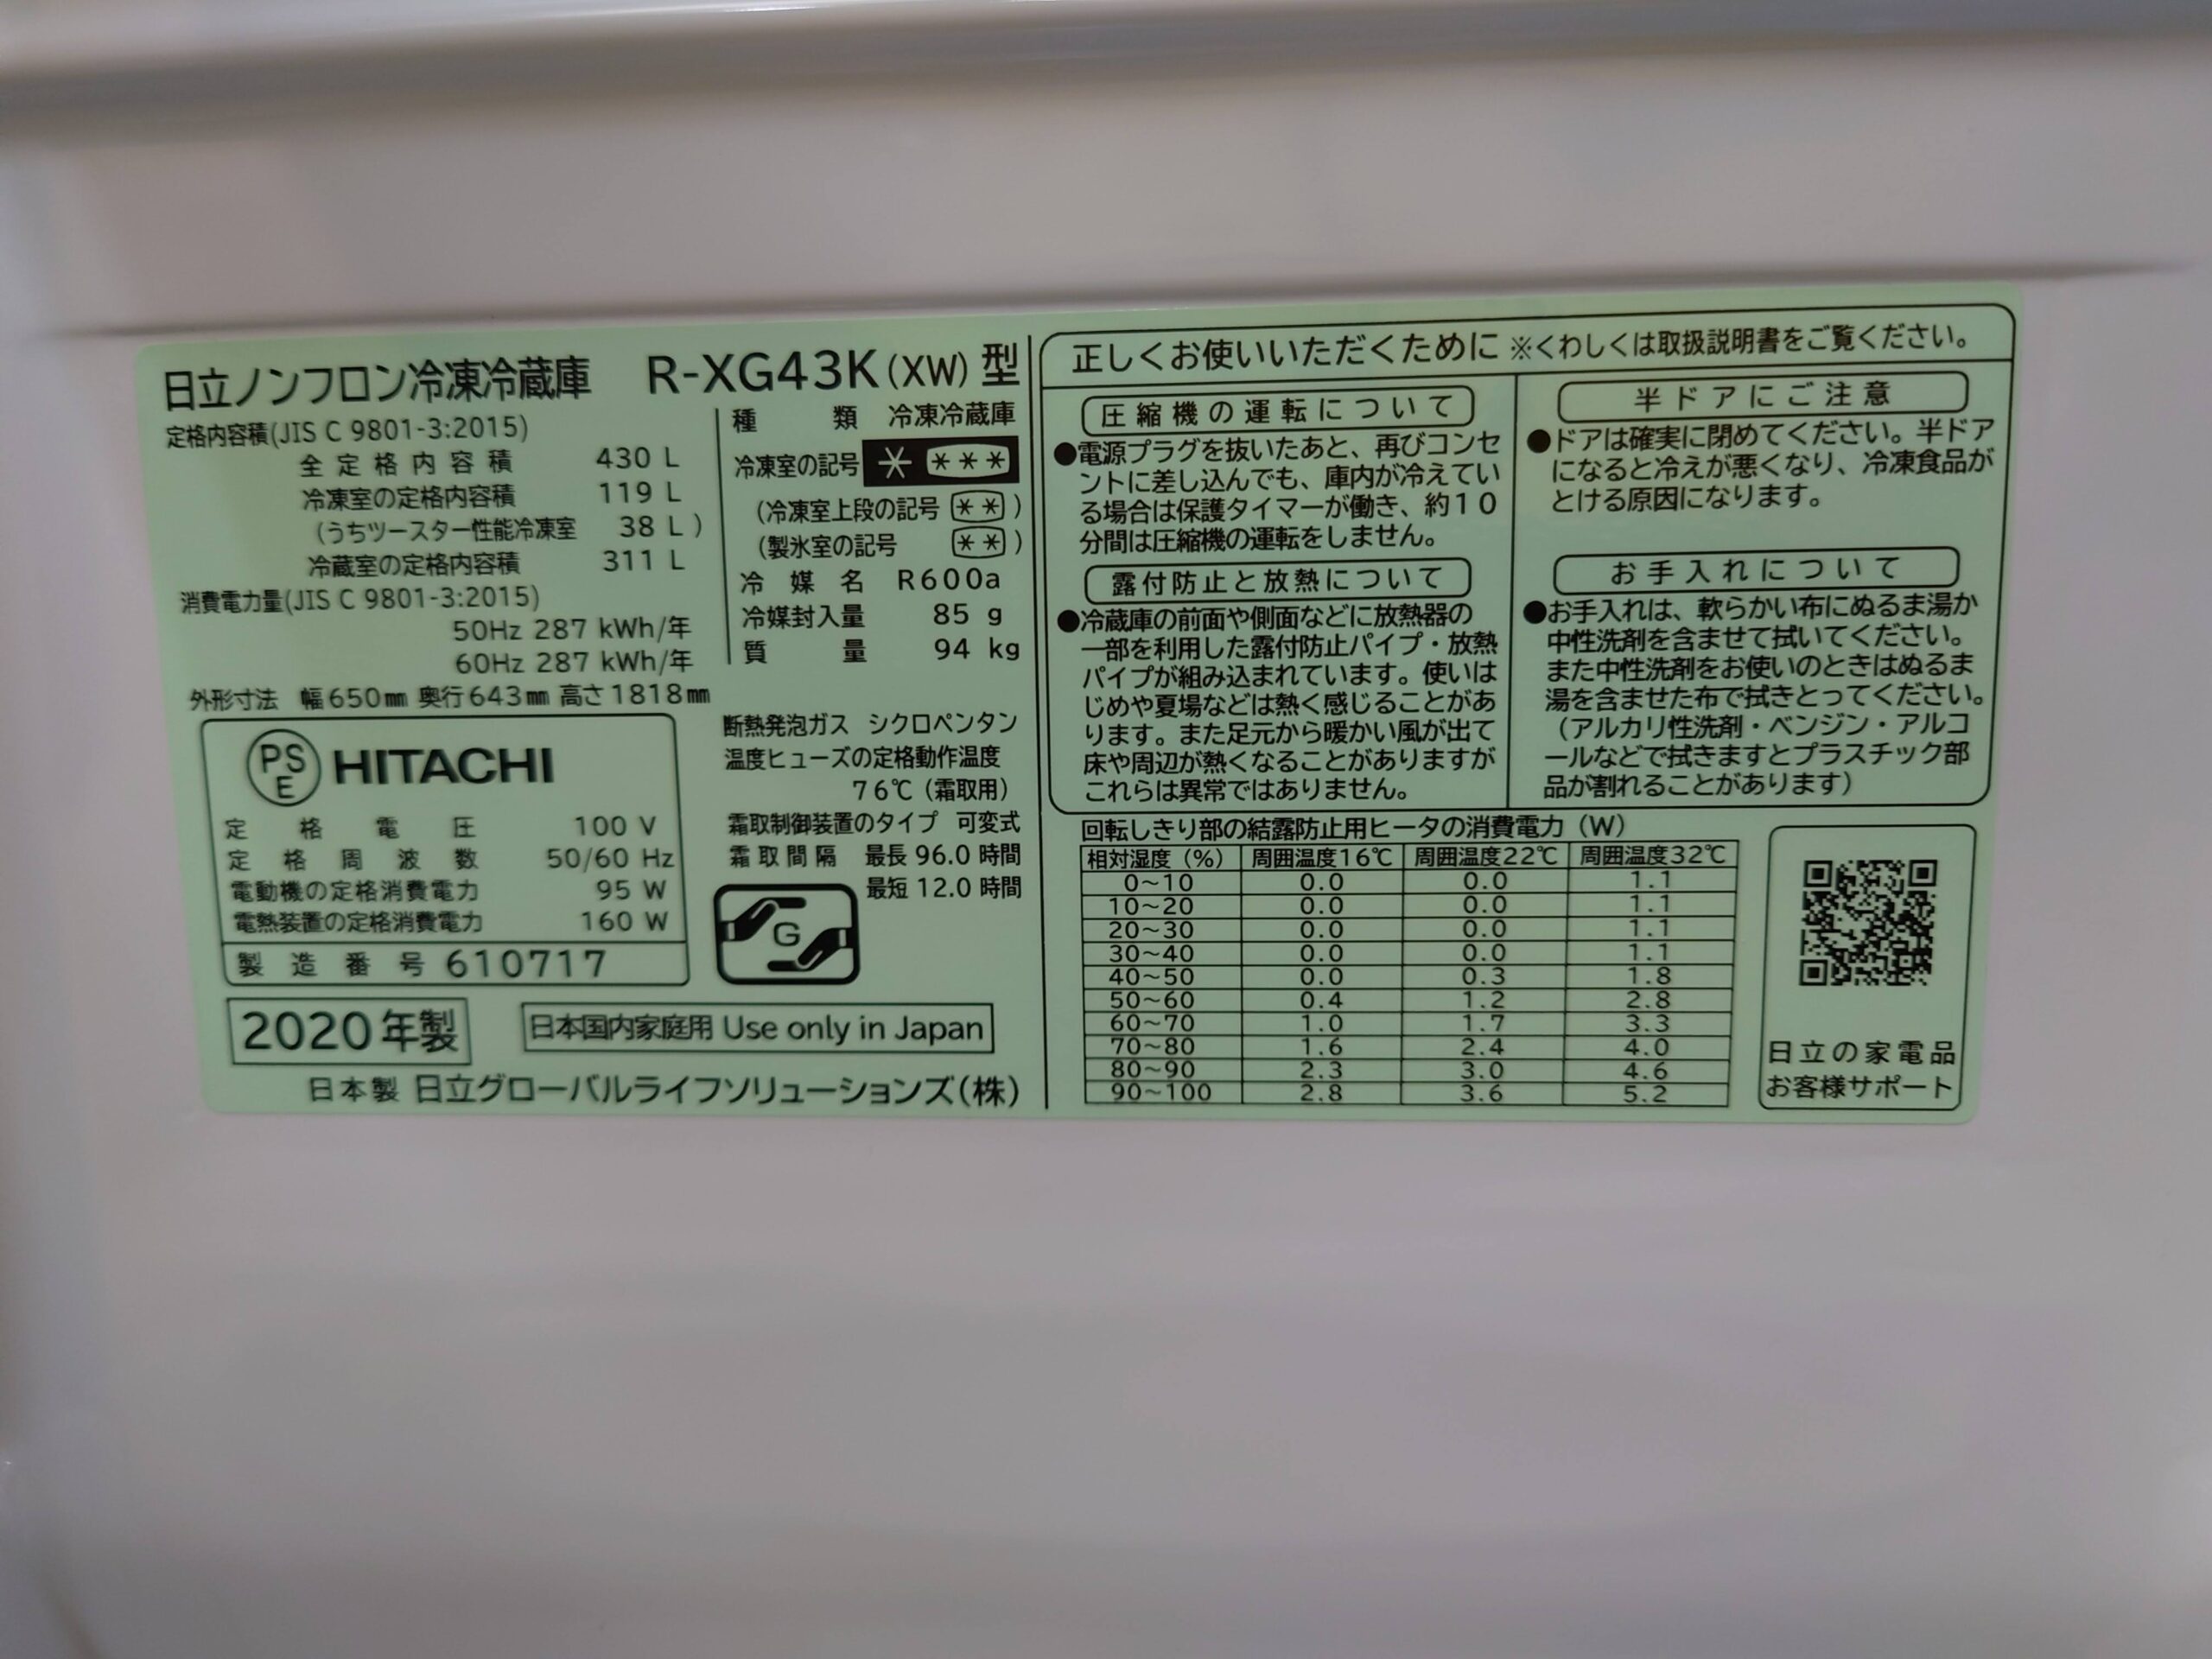 日立ノンフロン冷凍冷蔵庫 R-XG43K(XW)型
定格内容積(JIS C 9801-3:2015)
全定格内容積 430 L
冷凍室の定格内容積 119 L
(うちツースター性能冷凍室 38 L)
冷蔵室の定格内容積 311 L
消費電力量(JIS C 9801-3:2015)
50Hz 287 kWh/年
60Hz 287 kWh/年
外形寸法 幅650㎜ 奥行643㎜ 高さ1818㎜
種類 冷凍冷蔵庫
冷凍室の記号 * ***
(冷凍室上段の記号 **)
(製氷室の記号 **)
冷媒名 R600a
冷媒封入量 85 g
質量 94 kg
断熱発泡ガス シクロペンタン
温度ヒューズの定格動作温度
76℃(霜取用)
霜取制御装置のタイプ 可変式
霜取間隔 最長 96.0 時間
最短 12.0 時間
G
PSE HITACHI
定格電圧 100 V
定格周波数 50/60 Hz
電動機の定格消費電力 95 W
電熱装置の定格消費電力 160 W
製造番号 610717
2020年製
日本国内家庭用 Use only in Japan
日本製 日立グローバルライフソリューションズ(株)
正しくお使いいただくために ※くわしくは取扱説明書をご覧ください。
圧縮機の運転について
●電源プラグを抜いたあと、再びコンセ
ントに差し込んでも、庫内が冷えてい
る場合は保護タイマーが働き、約10
分間は圧縮機の運転をしません。
露付防止と放熱について
●冷蔵庫の前面や側面などに放熱器の
一部を利用した露付防止パイプ・放熱
パイプが組み込まれています。使いは
じめや夏場などは熱く感じることがあ
ります。また足元から暖かい風が出て
床や周辺が熱くなることがありますが
これらは異常ではありません。
半ドアにご注意
●ドアは確実に閉めてください。半ドア
になると冷えが悪くなり、冷凍食品が
とける原因になります。
お手入れについて
●お手入れは、軟らかい布にぬるま湯か
中性洗剤を含ませて拭いてください。
また中性洗剤をお使いのときはぬるま
湯を含ませた布で拭きとってください。
(アルカリ性洗剤・ベンジン・アルコ
ールなどで拭きますとプラスチック部
品が割れることがあります)
回転しきり部の結露防止用ヒータの消費電力(W)
相対湿度(%) 周囲温度16℃ 周囲温度22℃ 周囲温度32℃
0~10 0.0 0.0 1.1
10~20 0.0 0.0 1.1
20~30 0.0 0.0 1.1
30~40 0.0 0.0 1.1
40~50 0.0 0.3 1.8
50~60 0.4 1.2 2.8
60~70 1.0 1.7 3.3
70~80 1.6 2.4 4.0
80~90 2.3 3.0 4.6
90~100 2.8 3.6 5.2
日立の家電品
お客様サポート